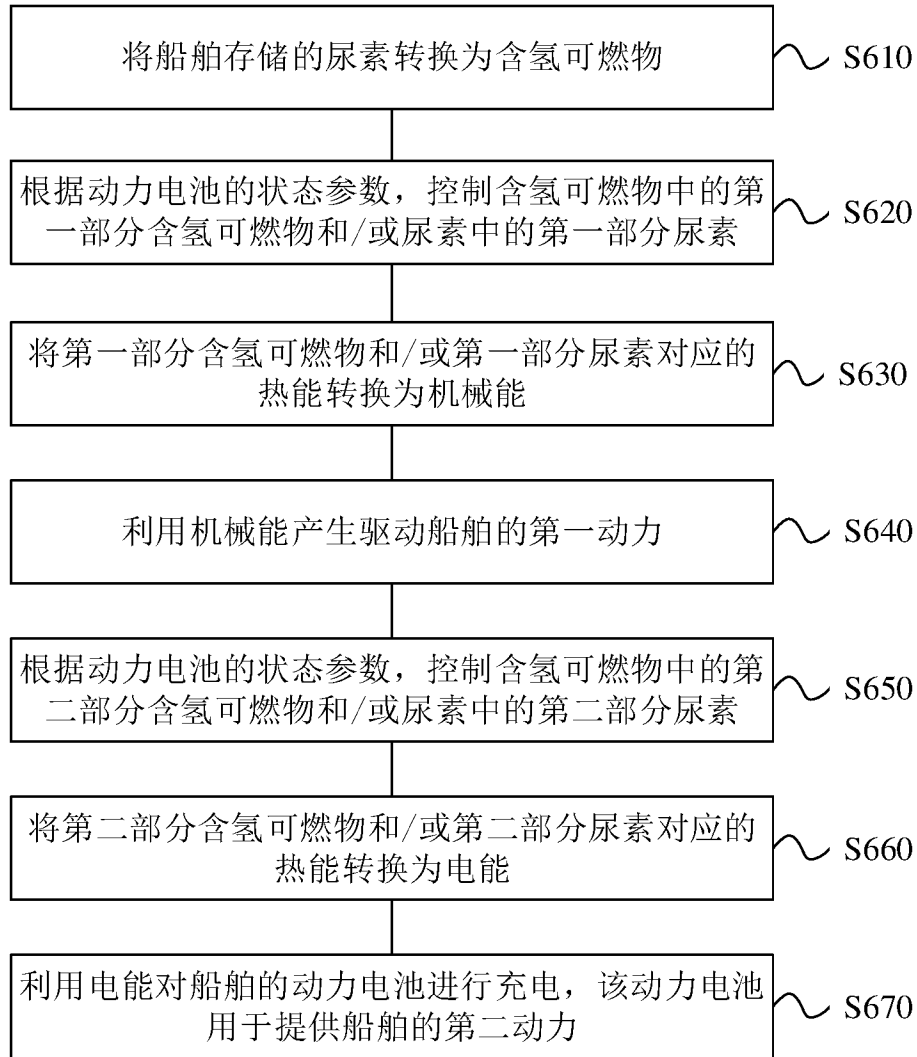 将船舶存储的尿素转换为含氢可燃物
S610
根据动力电池的状态参数，控制含氢可燃物中的第
一部分含氢可燃物和/或尿素中的第一部分尿素
S620
将第一部分含氢可燃物和/或第一部分尿素对应的
热能转换为机械能
S630
利用机械能产生驱动船舶的第一动力
S640
根据动力电池的状态参数，控制含氢可燃物中的第
二部分含氢可燃物和/或尿素中的第二部分尿素
S650
将第二部分含氢可燃物和/或第二部分尿素对应的
热能转换为电能
S660
利用电能对船舶的动力电池进行充电，该动力电池
用于提供船舶的第二动力
S670